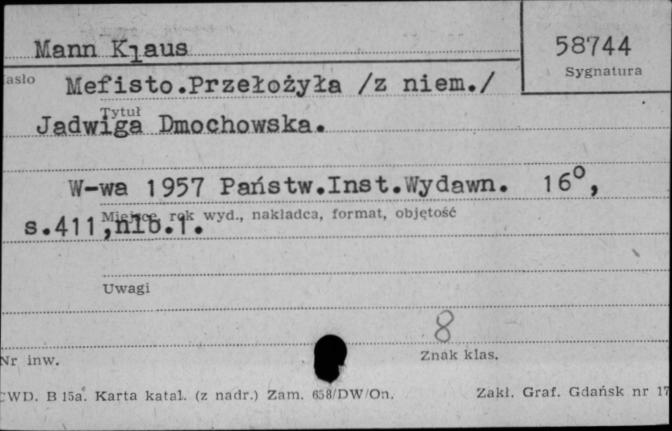 Mann Klaus
58744
Sygnatura
asło
Mefisto.Przełożyła /z niem./
Tytuł
Jadwiga Dmochowska.
W-wa 1957 Państw.Inst.Wydawn. 16°,
Miejsce, rok wyd., nakładca, format, objętość
s.411,nlb.1.
Uwagi
8
Nr inw.
Znak klas.
CWD. B 15a. Karta katal. (z nadr.) Zam. 658/DW/On.
Zakł. Graf. Gdańsk nr 17